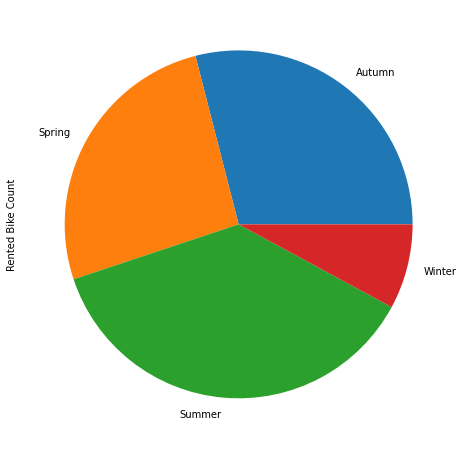 Autumn
Spring
Rented Bike Count
Winter
Summer